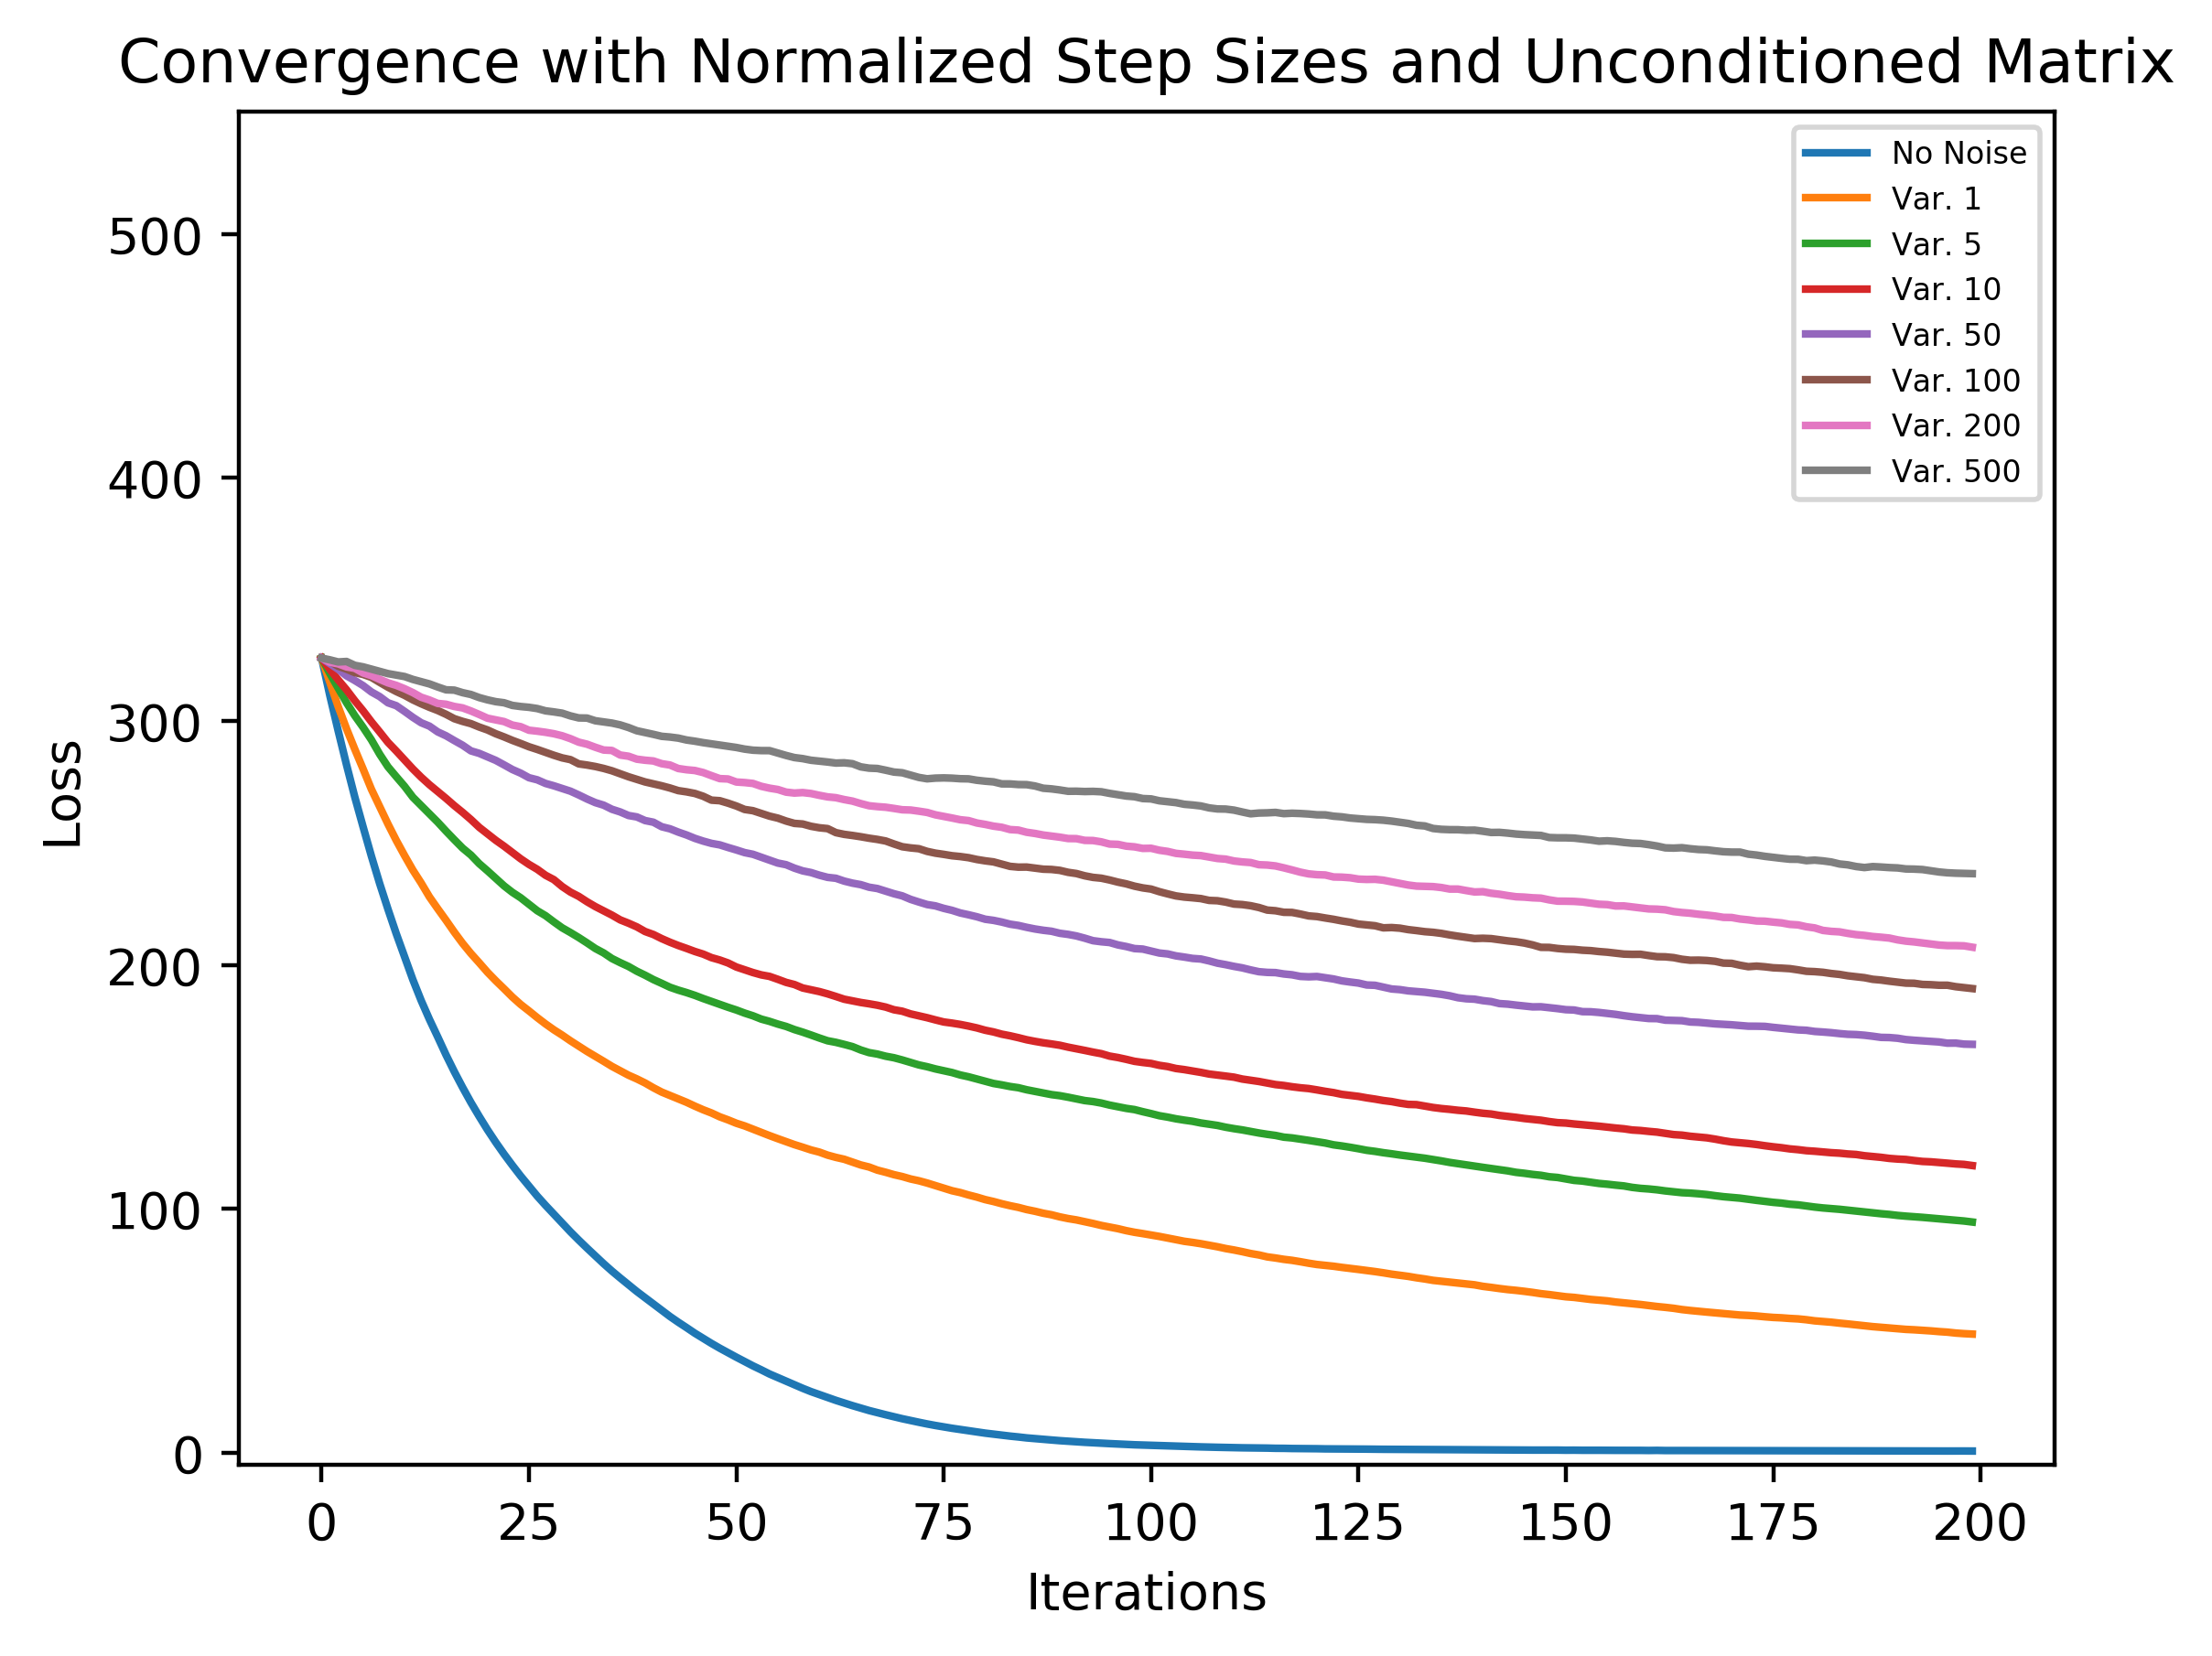 Convergence with Normalized Step Sizes and Unconditioned Matrix
No Noise
Var. 1
Var. 5
Var. 10
Var. 50
Var. 100
Var. 200
Var. 500
500
400
300
200
100
0
Loss
0 25 50 75 100 125 150 175 200
Iterations